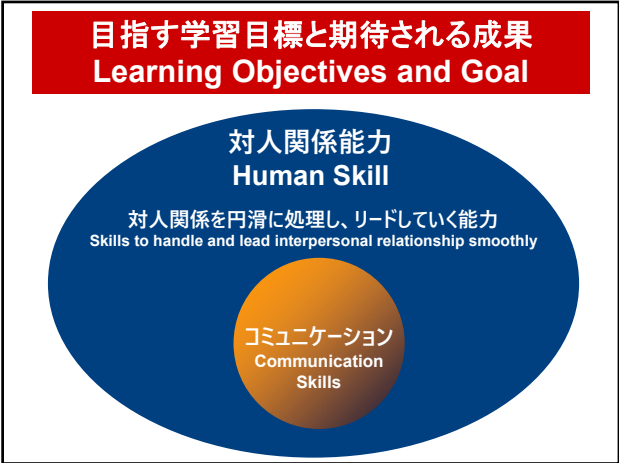 目指す学習目標と期待される成果
Learning Objectives and Goal
対人関係能力
Human Skill
対人関係を円滑に処理し、リードしていく能力
Skills to handle and lead interpersonal relationship smoothly
コミュニケーション
Communication
Skills